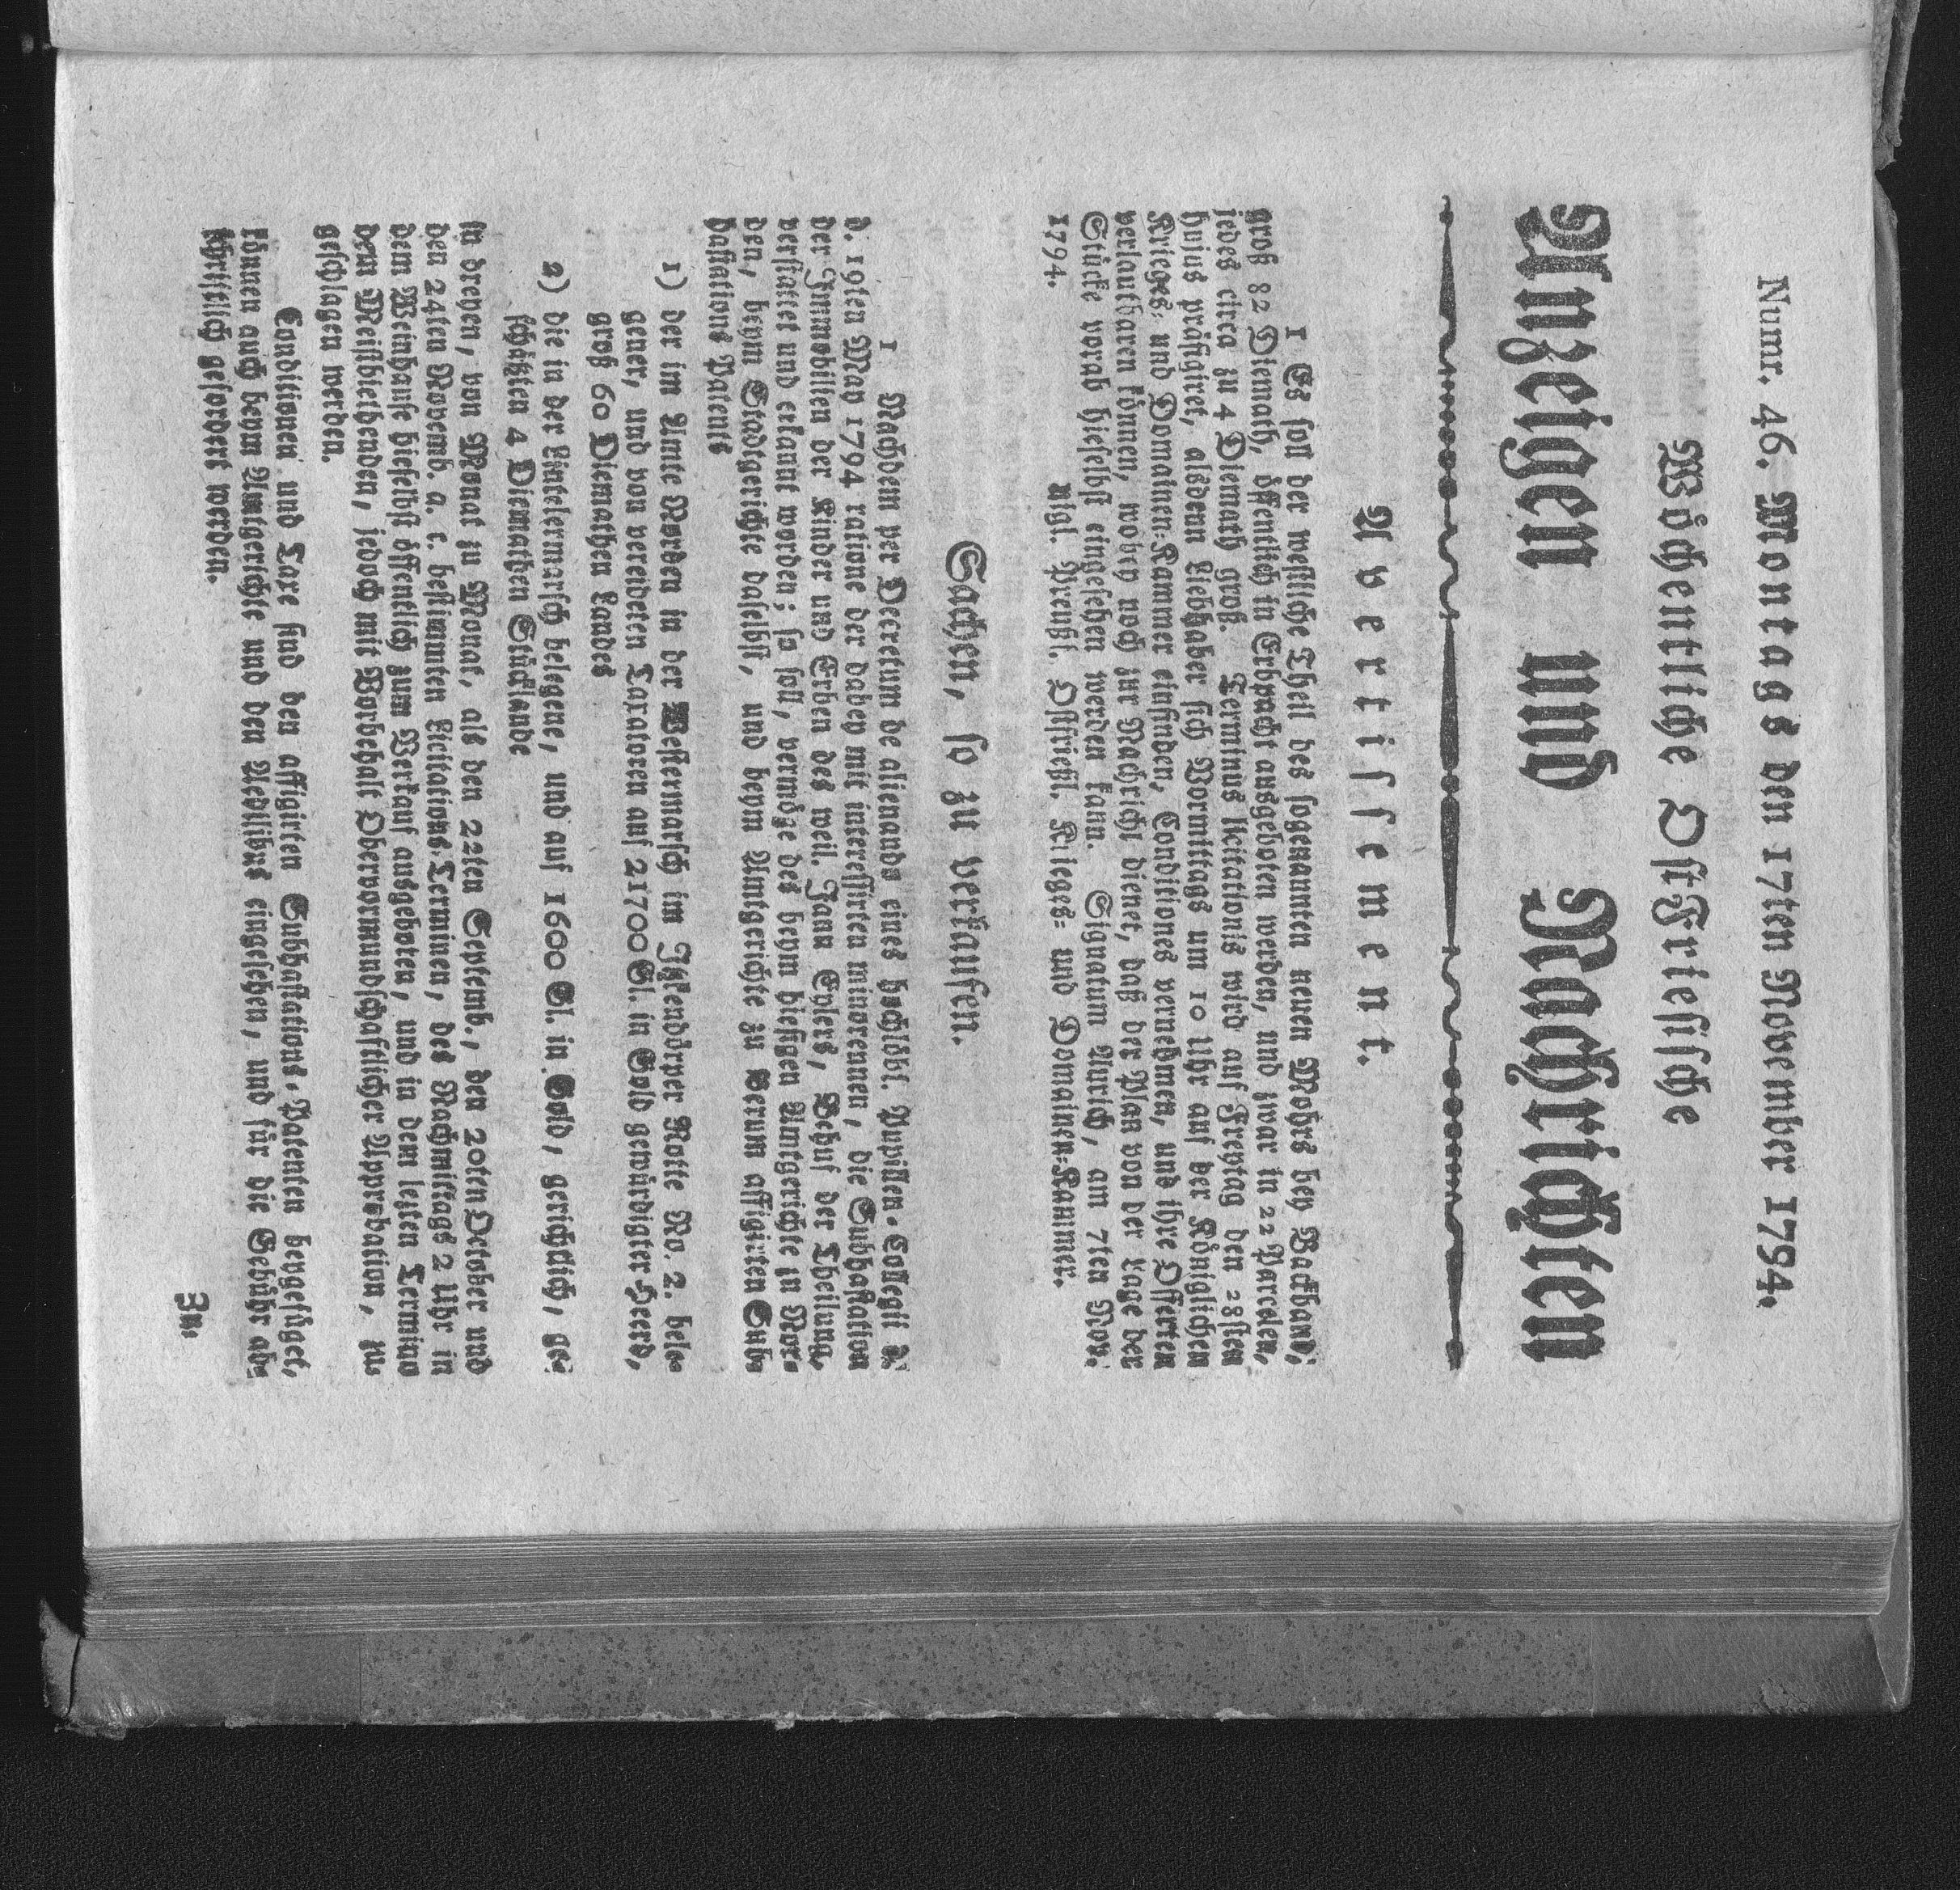 Numr. 46. Montags den 17ten November 1794.
Wöchentliche Ostfriesische
Anzeigen und Nachrichten
Avertissement.
1 Es soll der westliche Theil des sogenannten neuen Mohrs bey Backband,
groß 82 Diemath, öffentlich in Erbpacht ausgeboten werden, und zwar in 22 Parcelen,
jedes circa zu 4 Diemath groß. Terminus licitationis wird auf Freytag den 28sten
hujus präfigiret, alsdenn Liebhaber sich Vormittags um 10 Uhr auf der Königlichen
Krieges- und Domainen-Kammer einfinden, Conditiones vernehmen, und ihre Offerten
verlautbaren können, wobey noch zur Nachricht dienet, daß der Plan von der Lage der
Stücke vorab hieselbst eingesehen werden kann. Signatum Aurich, am 7ten Nov.
1794. Nigl. Preußl. Ostfrießl. Krieges- und Domainen-Kammer.
Sachen, so zu verkaufen.
1 Nachdem per Decretum de alienando eines hochlöbl. Pupillen-Collegii d.
d. 19ten May 1794 ratione der dabey mit interessirten minorennen, die Subhastation
der Immobilien der Kinder und Erben des weil. Jann Eylers, Behuf der Theilung,
verstattet und erkannt worden; so soll, vermöge des beym hiesigen Amtgerichte in Nor-
den, beym Stadtgerichte daselbst, und beym Amtgerichte zu Berum affigirten Sub-
hastations Patents
1) der im Amte Norden in der Westermarsch im Itzendörper Rotte No. 2. bele-
gener, und von vereideten Taxatoren auf 21700 Gl. in Gold gewürdigter Heerd,
groß 60 Diemathen Landes
2) die in der Lintelermarsch belegene, und auf 1600 Gl. in Gold, gerichtlich, ge-
schätzten 4 Diemathen Stücklande
in dreyen, von Monat zu Monat, als den 22ten Septemb., den 20ten October und
den 24ten Novemb. a. c. bestimmten Licitations-Terminen, des Nachmittags 2 Uhr in
dem Weinhause hieselbst öffentlich zum Verkauf ausgeboten, und in dem letzten Termino
dem Meistbietbenden, jedoch mit Vorbehalt Obervormundschaftlicher Approbation, zu-
geschlagen werden.
Conditionen und Taxe sind den affigirten Subhastations-Patenten beygefüget,
können auch beym Amtgerichte und den Aedilibus eingesehen, und für die Gebühr ab-
schriftlich gefordert werden.
In-